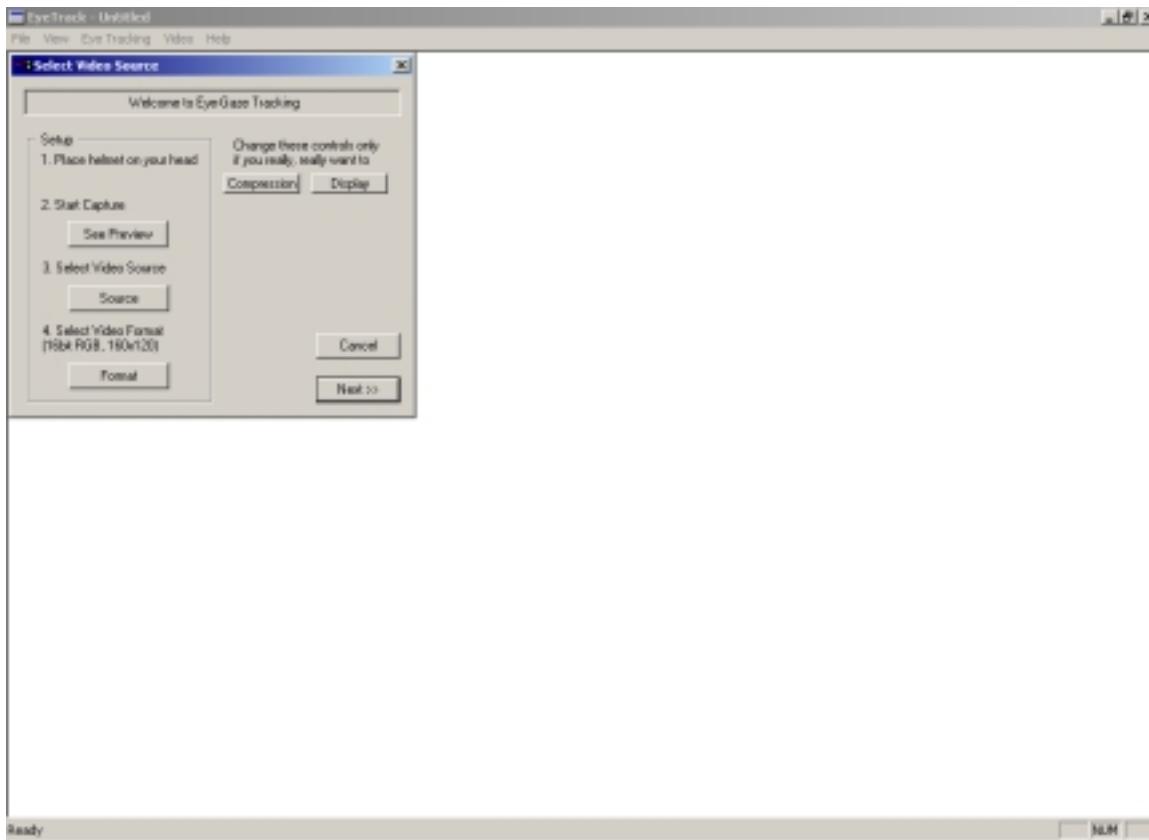 EyeTrack - Untitled
File View Eye Tracking Video Help
Select Video Source
Welcome to EyeGaze Tracking
Setup
1. Place helmet on your head
Change these controls only
if you really, really want to
Compression Display
2. Start Capture
See Preview
3. Select Video Source
Source
4. Select Video Format
(16bit RGB, 160x120)
Format
Cancel
Next >>
Ready
NUM